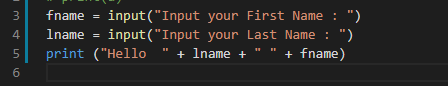 3 fname = input("Input your First Name : ")
4 lname = input("Input your Last Name : ")
5 print ("Hello  " + lname + " " + fname)
6